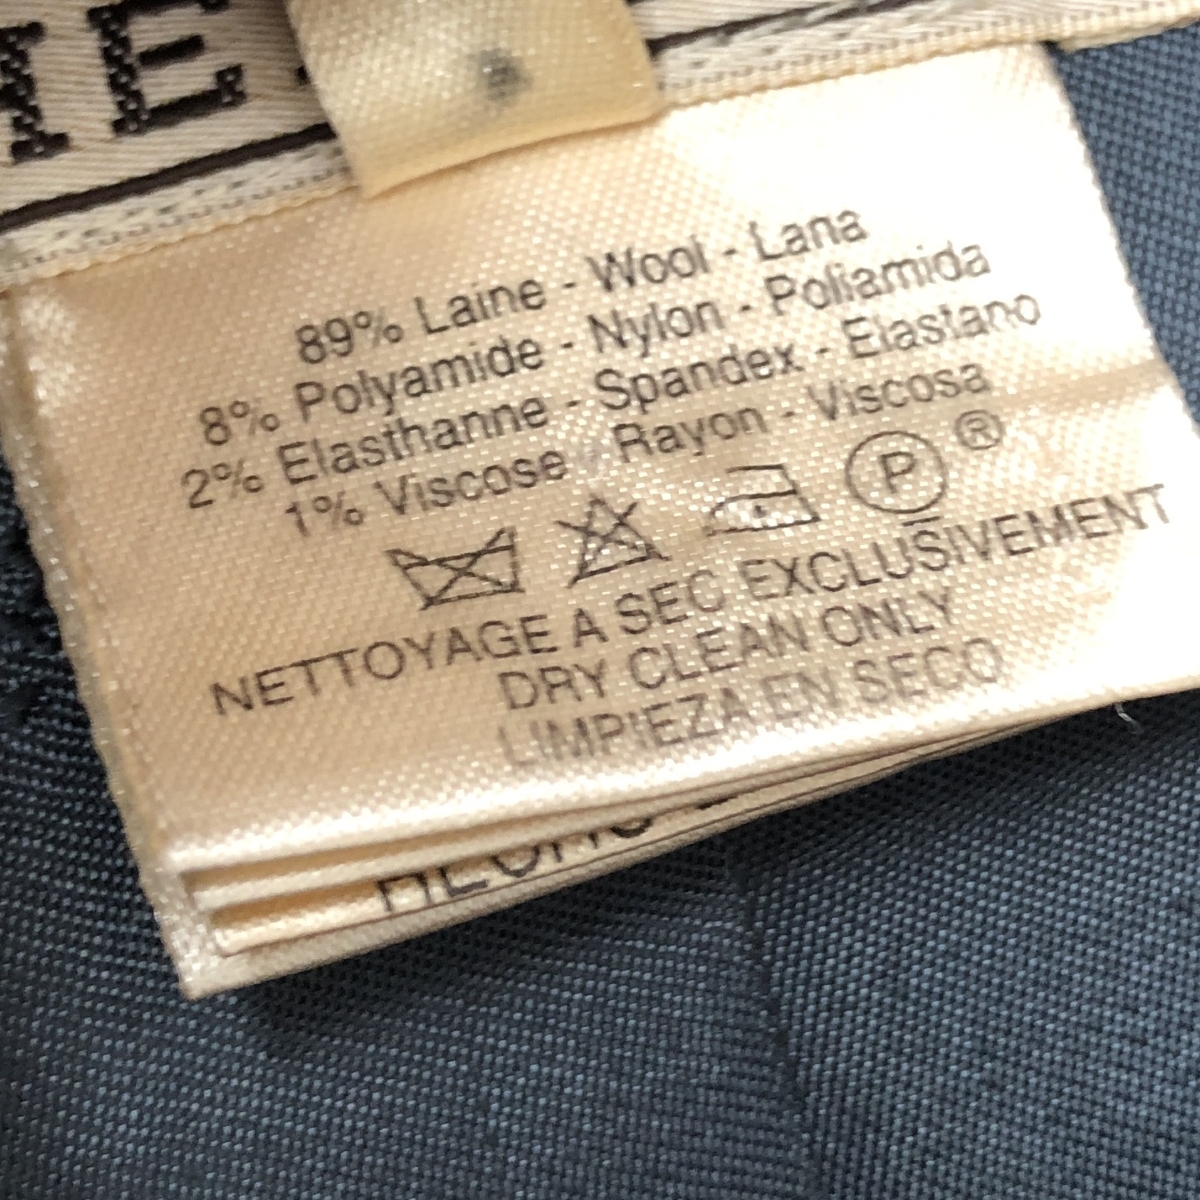 HE
89% Laine - Wool - Lana
8% Polyamide - Nylon - Poliamida
2% Elasthanne - Spandex - Elastano
1% Viscose Rayon - Viscosa
P ®
NETTOYAGE A SEC EXCLUSIVEMENT
DRY CLEAN ONLY
LIMPIEZA EN SECO